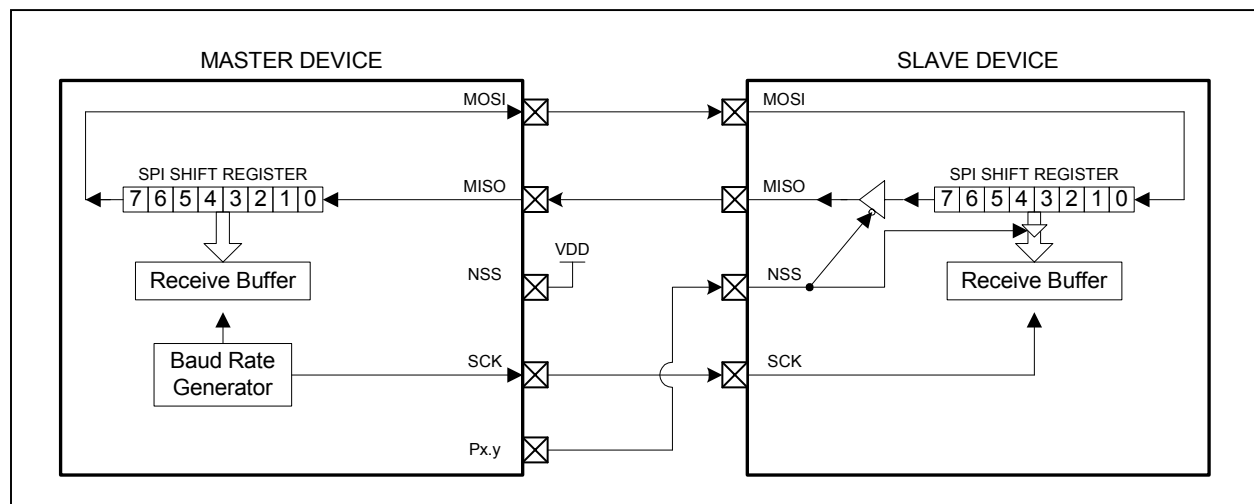 MASTER DEVICE
SLAVE DEVICE
MOSI
MOSI
SPI SHIFT REGISTER
7 6 5 4 3 2 1 0
MISO
MISO
SPI SHIFT REGISTER
7 6 5 4 3 2 1 0
Receive Buffer
NSS
VDD
NSS
Receive Buffer
Baud Rate
Generator
SCK
SCK
Px.y